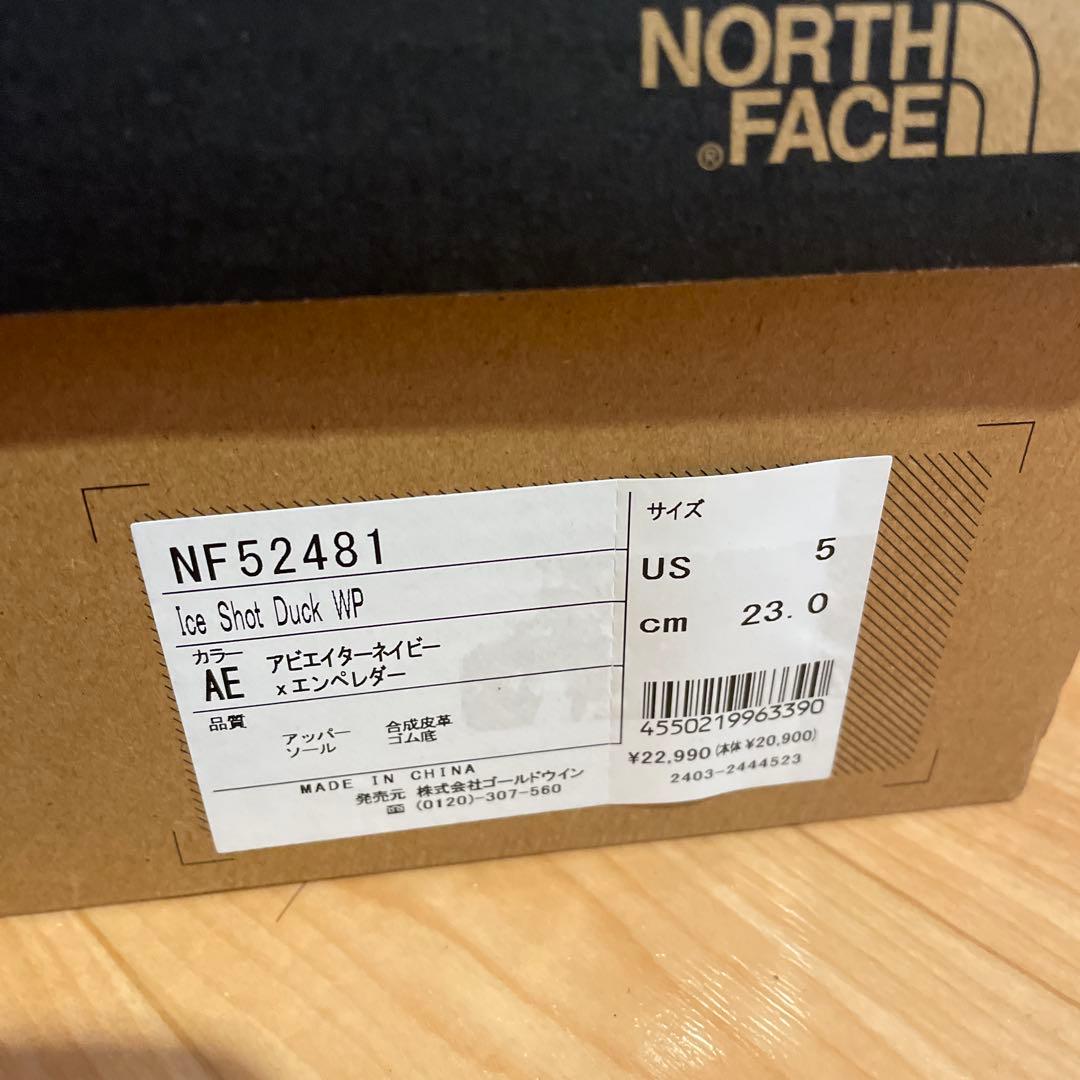 NORTH
FACE
®
NF52481
Ice Shot Duck WP
カラー
AE
アビエイターネイビー
xエンペレダー
品質
アッパー 合成皮革
ソール ゴム底
MADE IN CHINA
発売元 株式会社ゴールドウイン
(0120)-307-560
サイズ
US 5
cm 23.0
4550219963390
¥22,990 (本体 ¥20,900)
2403-2444523